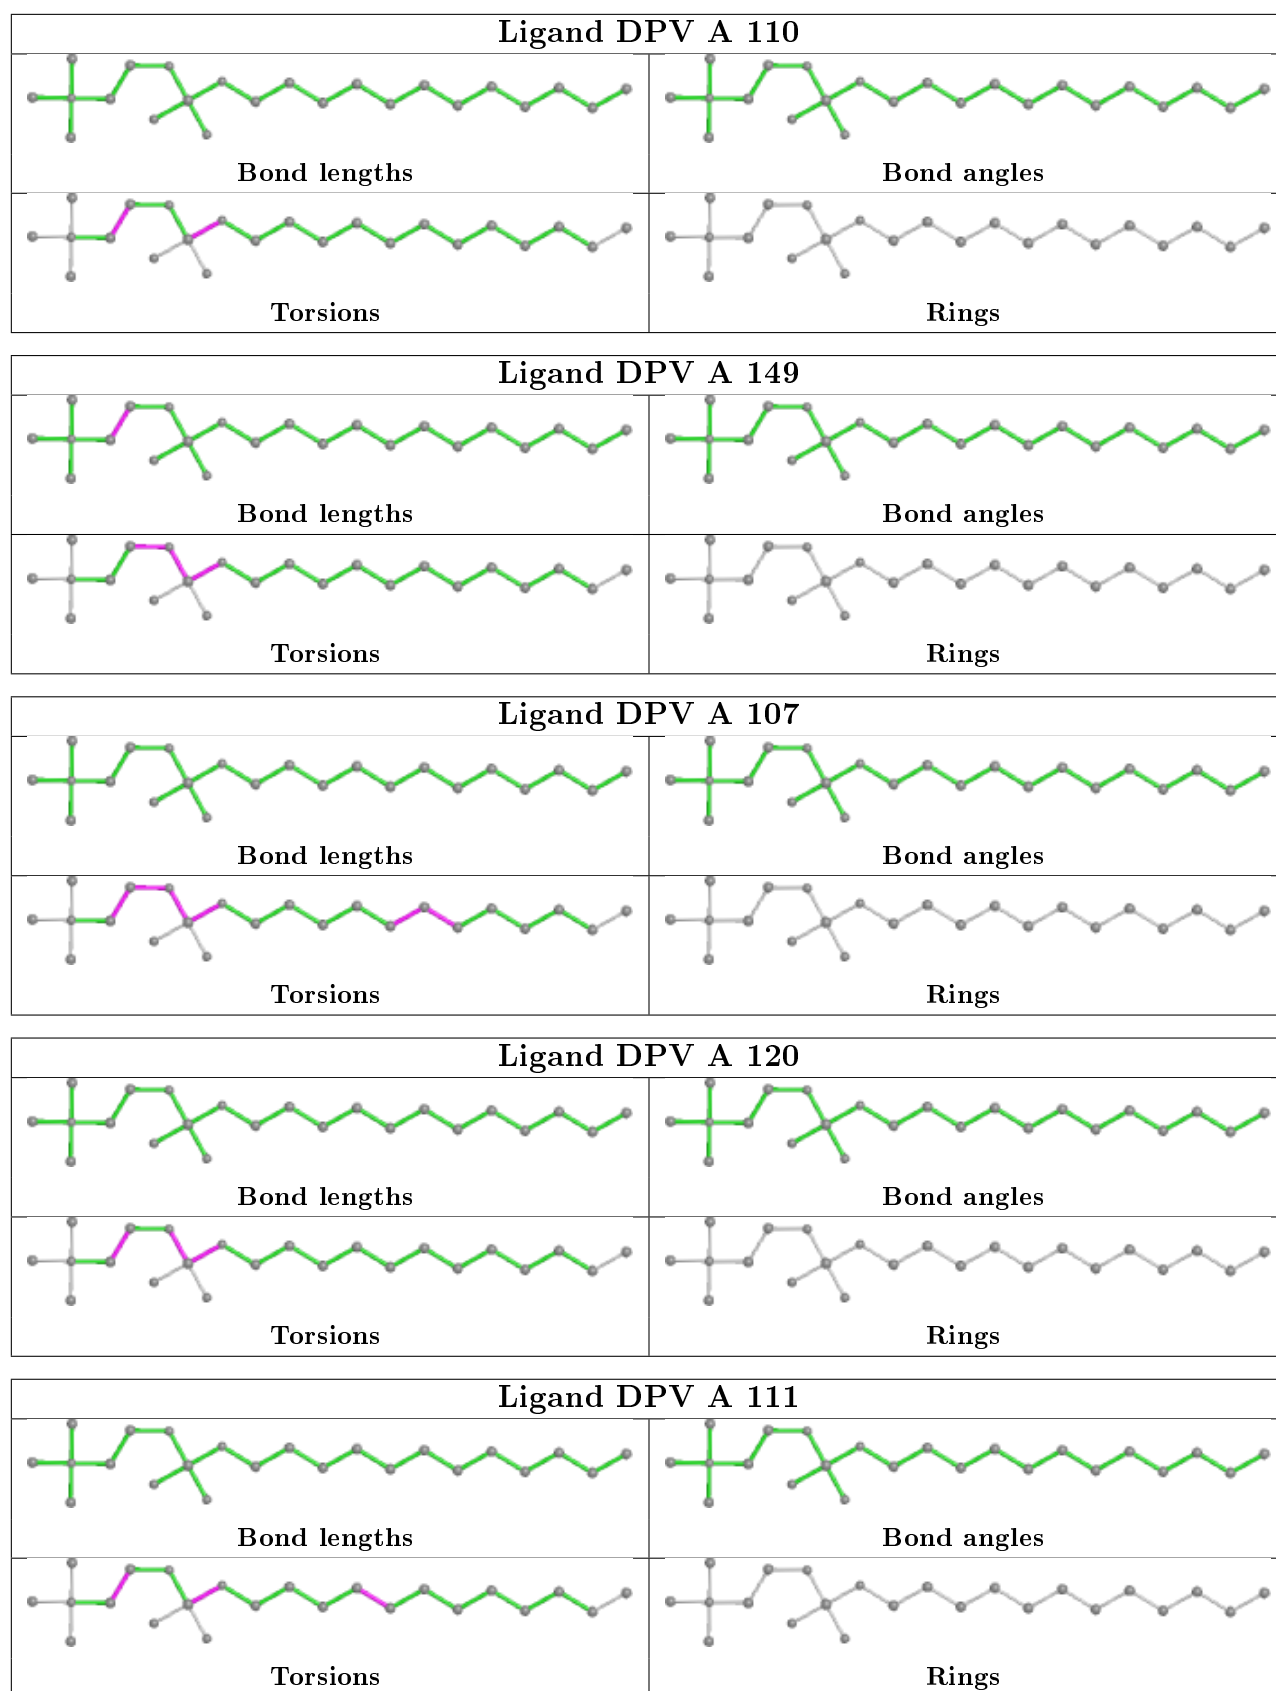 Ligand DPV A 110
Bond lengths
Bond angles
Torsions
Rings
Ligand DPV A 149
Bond lengths
Bond angles
Torsions
Rings
Ligand DPV A 107
Bond lengths
Bond angles
Torsions
Rings
Ligand DPV A 120
Bond lengths
Bond angles
Torsions
Rings
Ligand DPV A 111
Bond lengths
Bond angles
Torsions
Rings